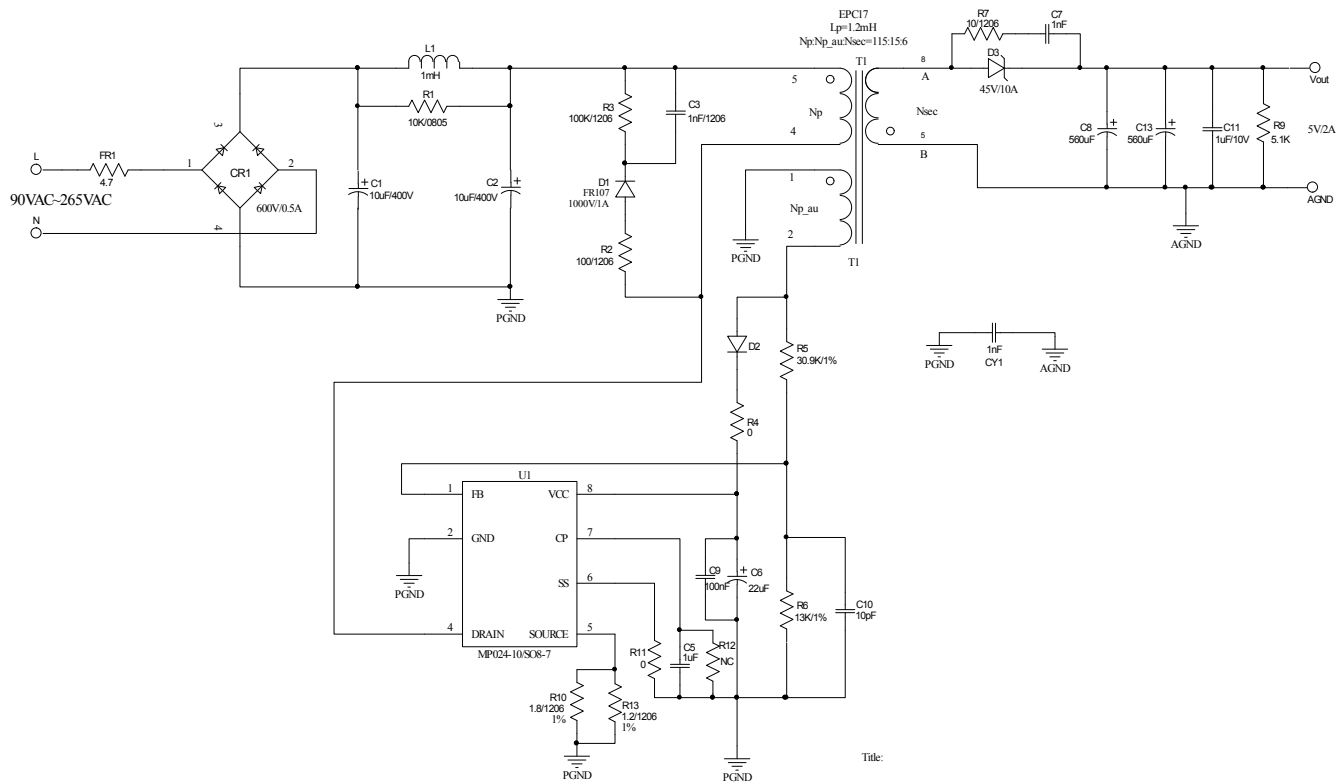 EPC17
Lp=1.2mH
Np:Np_au:Nsec=115:15:6
R7
10/1206
C7
1nF
L1
1mH
R1
10K/0805
T1
5
Np
4
8
A
Nsec
5
B
D3
45V/10A
Vout
5V/2A
AGND
C8
560uF
C13
560uF
C11
1uF/10V
R9
5.1K
AGND
R3
100K/1206
C3
1nF/1206
D1
FR107
1000V/1A
R2
100/1206
L
FR1
4.7
90VAC~265VAC
N
3
1
2
4
CR1
600V/0.5A
C1
10uF/400V
C2
10uF/400V
PGND
1
Np_au
2
PGND
T1
D2
R5
30.9K/1%
PGND
1nF
CY1
AGND
R4
0
U1
1
FB
VCC
8
2
GND
CP
7
SS
6
4
DRAIN
SOURCE
5
MP024-10/SO8-7
PGND
C9
100nF
C6
22uF
R6
13K/1%
C10
10pF
R11
0
C5
1uF
R12
NC
R10
1.8/1206
1%
R13
1.2/1206
1%
PGND
PGND
Title: